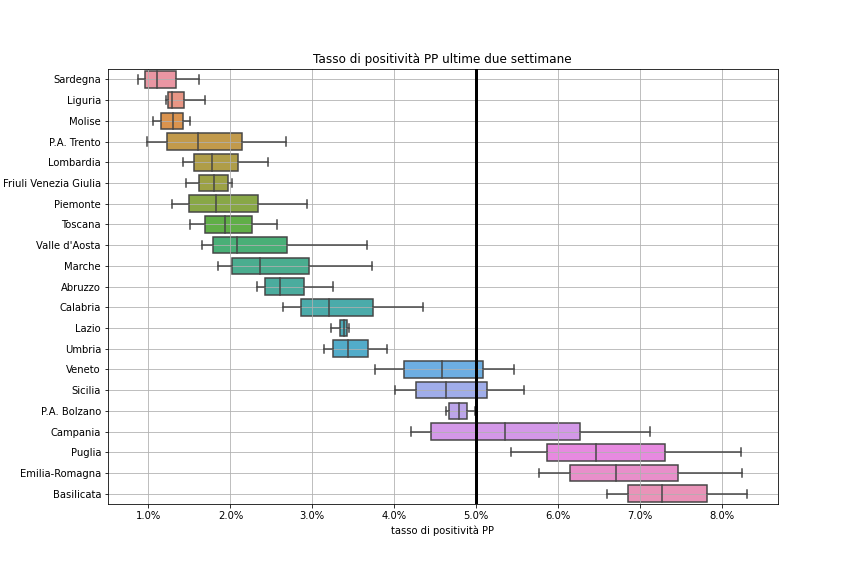 Tasso di positività PP ultime due settimane
Sardegna
Liguria
Molise
P.A. Trento
Lombardia
Friuli Venezia Giulia
Piemonte
Toscana
Valle d'Aosta
Marche
Abruzzo
Calabria
Lazio
Umbria
Veneto
Sicilia
P.A. Bolzano
Campania
Puglia
Emilia-Romagna
Basilicata
1.0% 2.0% 3.0% 4.0% 5.0% 6.0% 7.0% 8.0%
tasso di positività PP